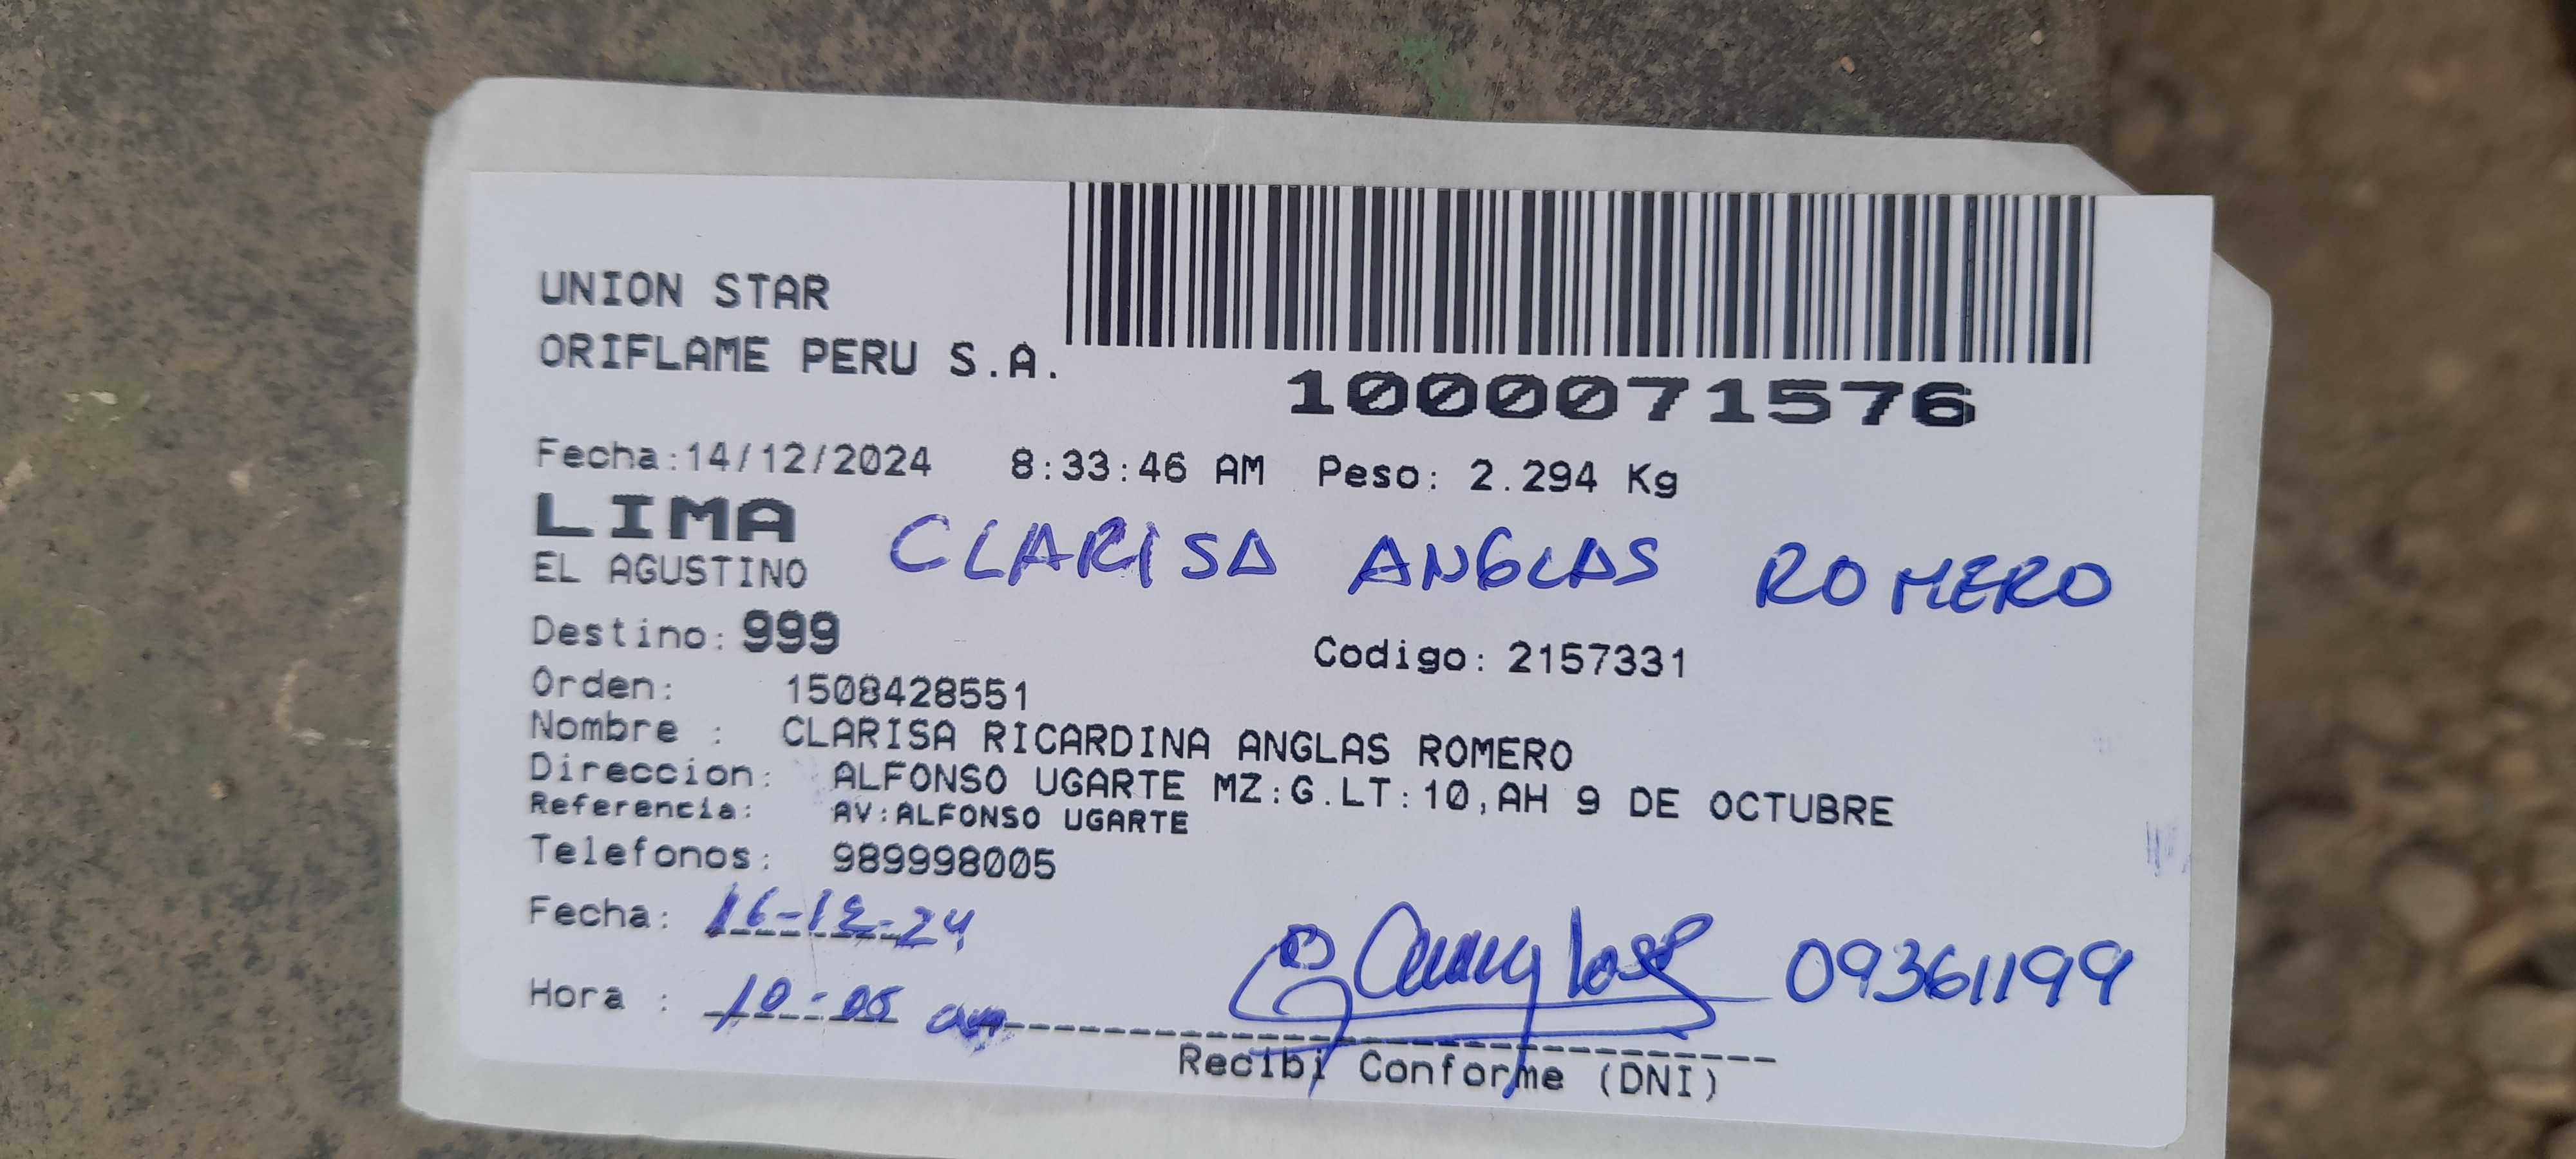 UNION STAR
ORIFLAME PERU S.A.
1000071576
Fecha:14/12/2024 8:33:46 AM Peso: 2.294 Kg
LIMA
CLARISA ANGLAS ROMERO
EL AGUSTINO
Destino: 999
Codigo: 2157331
Orden: 1508428551
Nombre : CLARISA RICARDINA ANGLAS ROMERO
Direccion: ALFONSO UGARTE MZ:G.LT:10,AH 9 DE OCTUBRE
Referencia: AV:ALFONSO UGARTE
Telefonos: 989998005
Fecha: 16-12-24
09361199
Hora : 10-05 am
Recibi Conforme (DNI)